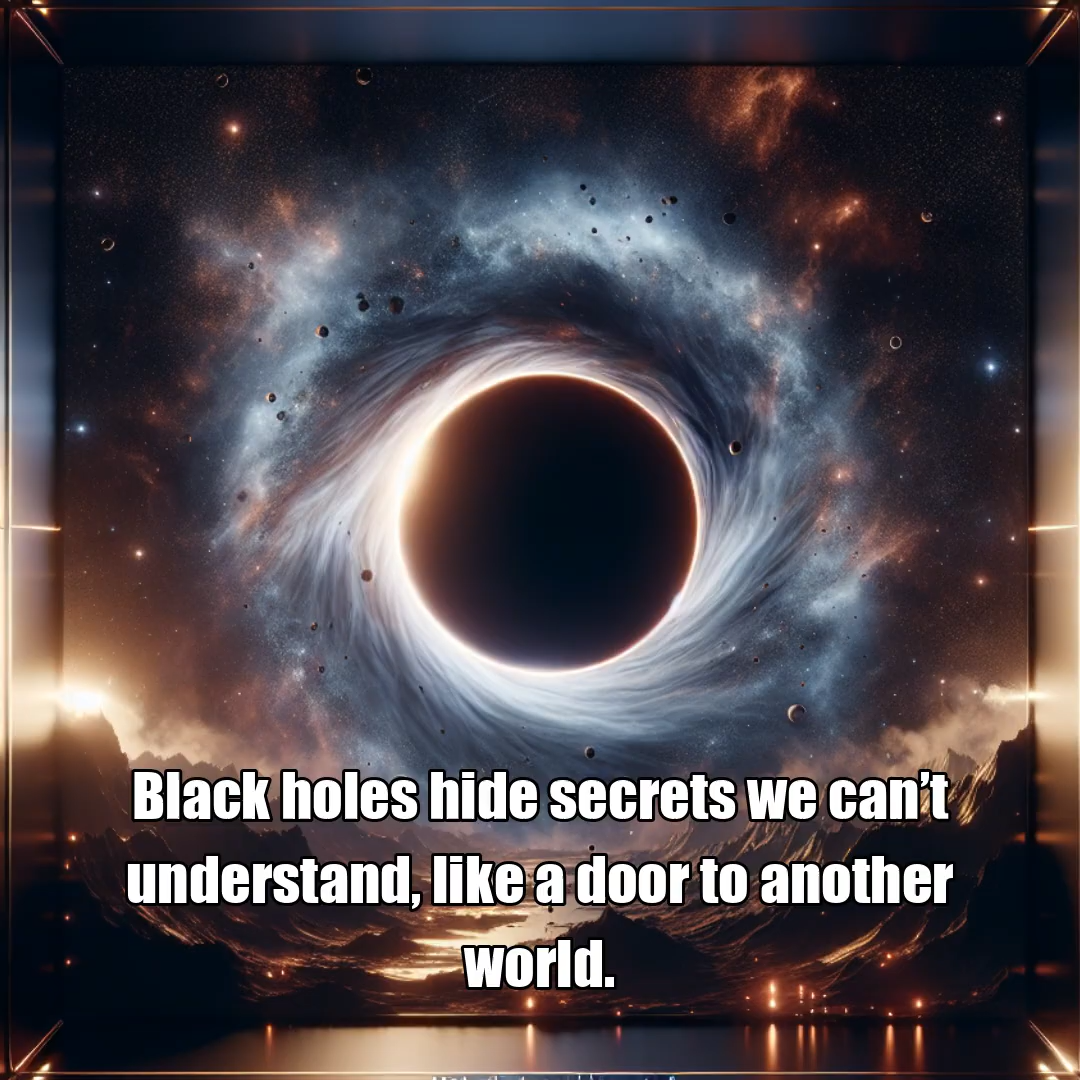 Black holes hide secrets we can’t
understand, like a door to another
world.